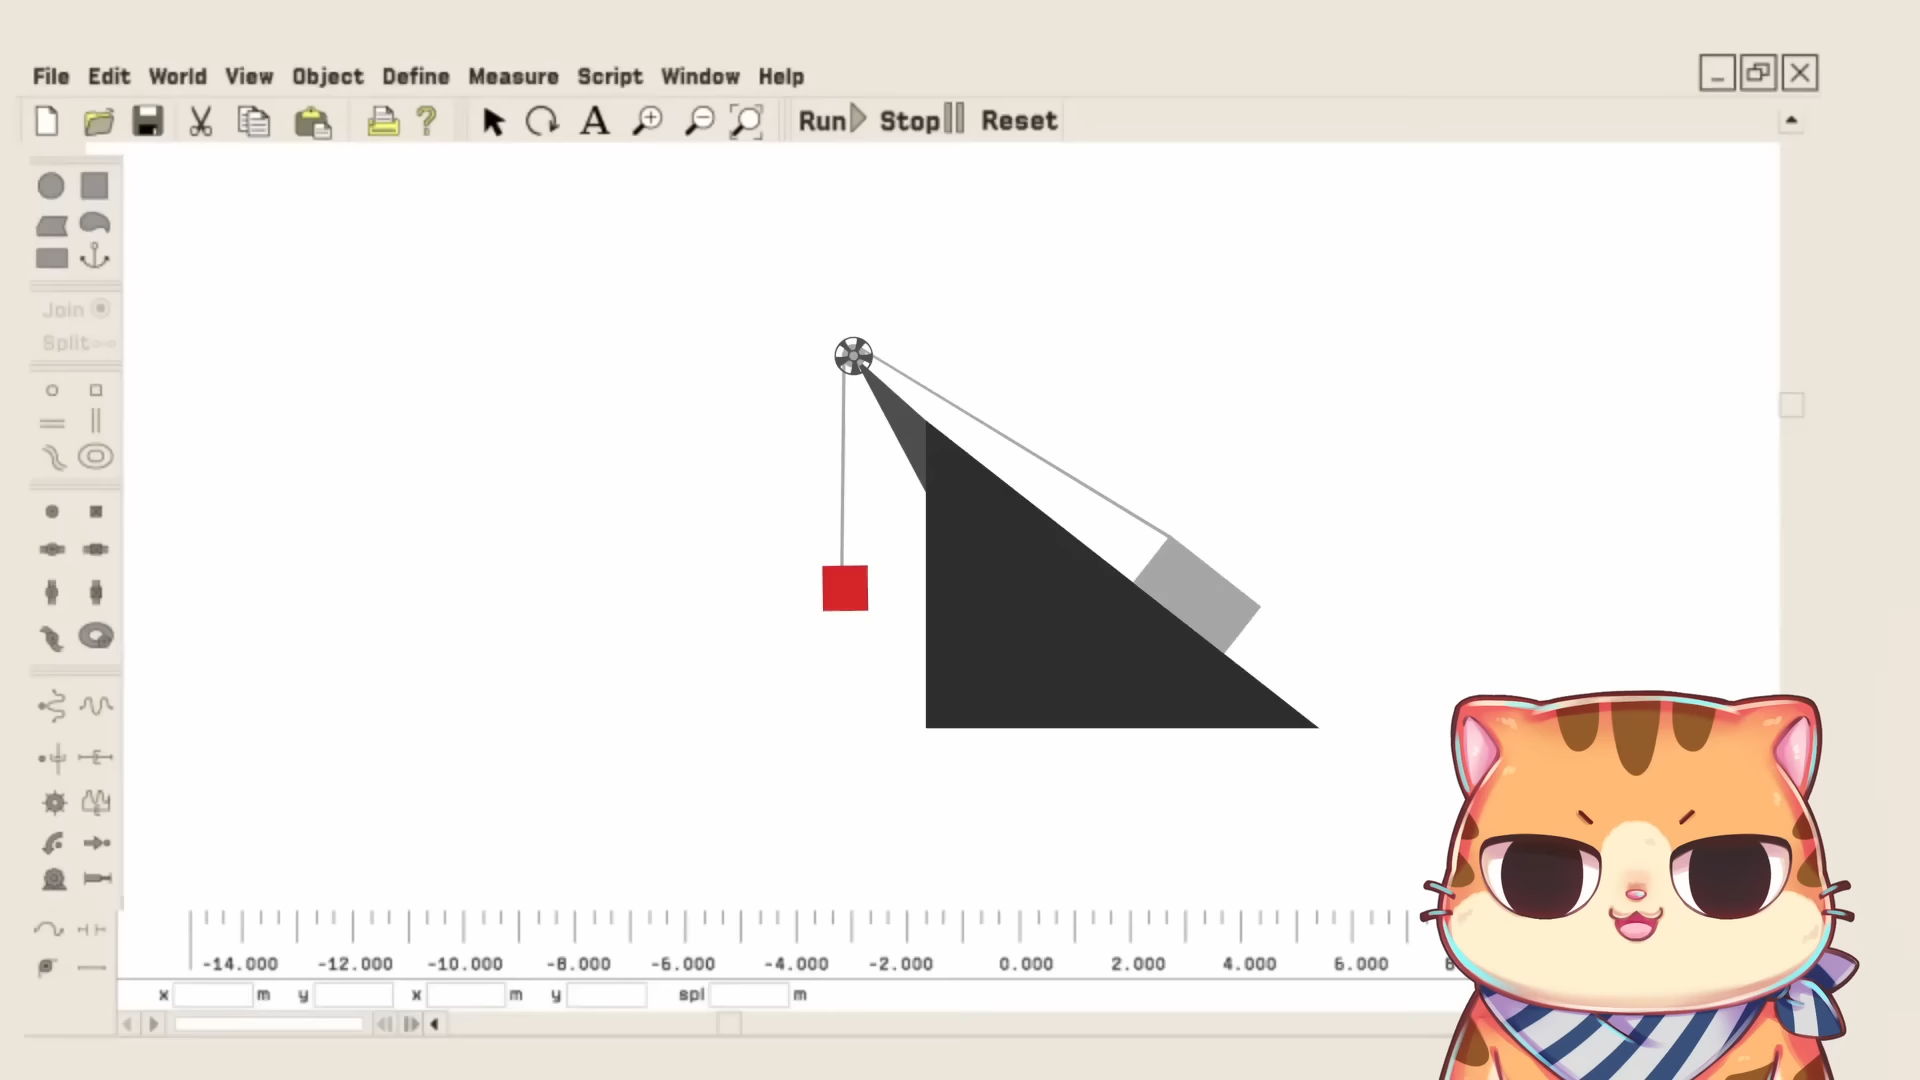 File Edit World View Object Define Measure Script Window Help
A Run Stop Reset
Join
Split
-14.000 -12.000 -10.000 -8.000 -6.000 -4.000 -2.000 0.000 2.000 4.000 6.000
x m y x m y spl m